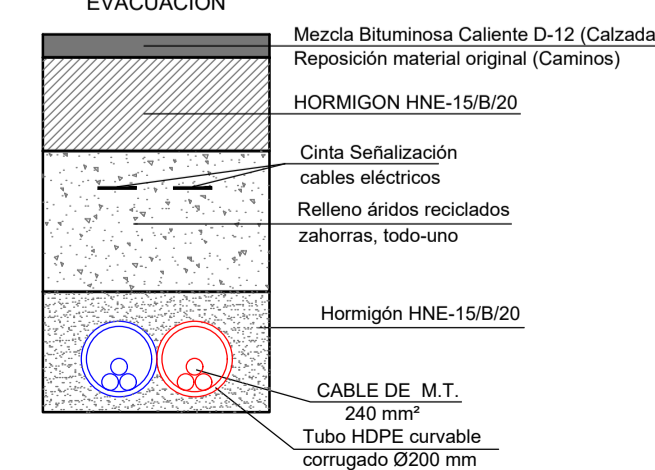 EVACUACIÓN
Mezcla Bituminosa Caliente D-12 (Calzada
Reposición material original (Caminos)
HORMIGON HNE-15/B/20
Cinta Señalización
cables eléctricos
Relleno áridos reciclados
zahorras, todo-uno
Hormigón HNE-15/B/20
CABLE DE M.T.
240 mm²
Tubo HDPE curvable
corrugado Ø200 mm